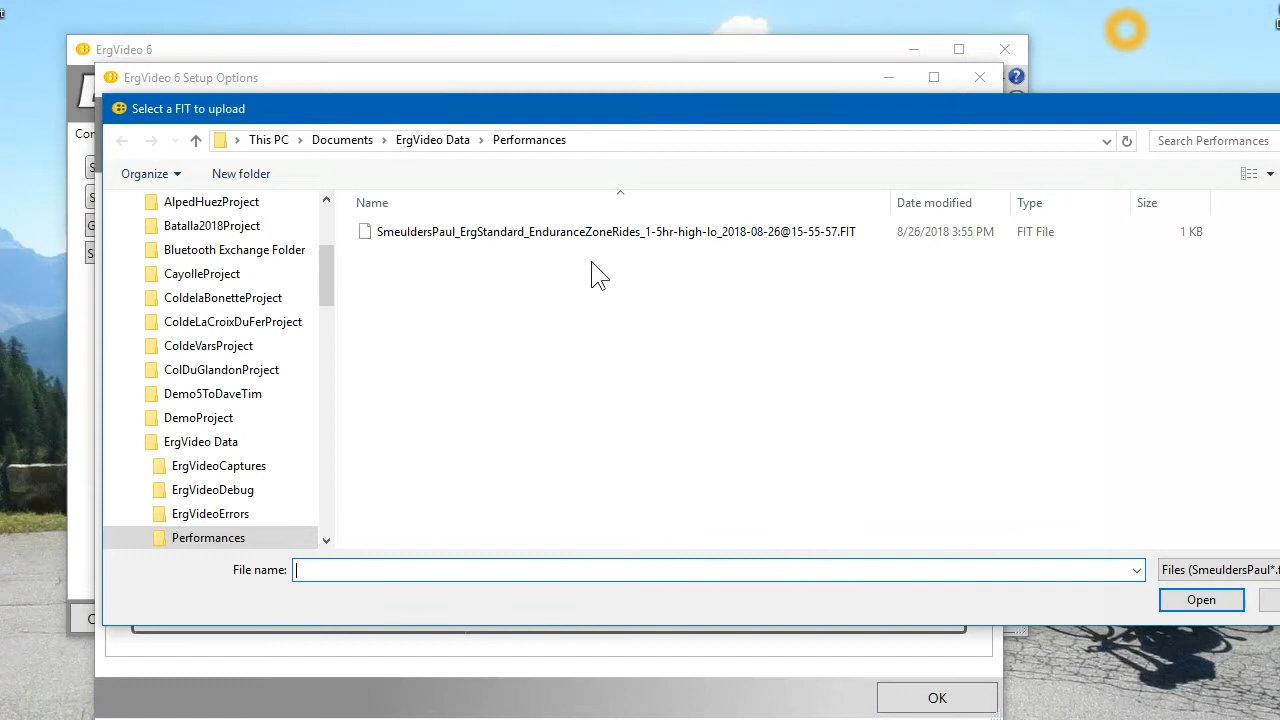 ErgVideo 6
ErgVideo 6 Setup Options
Select a FIT to upload
This PC > Documents > ErgVideo Data > Performances
Search Performances
Organize
New folder
Name
Date modified
Type
Size
AlpedHuezProject
Batalla2018Project
Bluetooth Exchange Folder
CayolleProject
ColdelaBonetteProject
ColdeLaCroixDuFerProject
ColdeVarsProject
ColDuGlandonProject
Demo5ToDaveTim
DemoProject
ErgVideo Data
ErgVideoCaptures
ErgVideoDebug
ErgVideoErrors
Performances
SmeuldersPaul_ErgStandard_EnduranceZoneRides_1-5hr-high-lo_2018-08-26@15-55-57.FIT
8/26/2018 3:55 PM
FIT File
1 KB
File name:
Files (SmeuldersPaul*.f
Open
OK